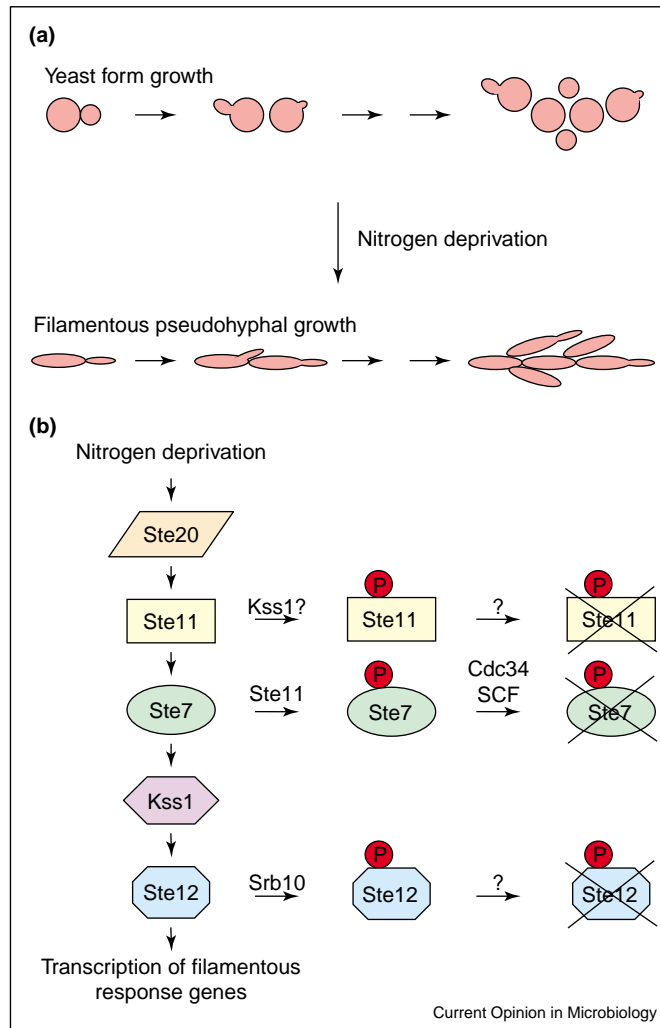 (a)
Yeast form growth
Nitrogen deprivation
Filamentous pseudohyphal growth
(b)
Nitrogen deprivation
Ste20
P
P
Ste11
Kss1?
Ste11
?
Ste11
P
P
Ste7
Ste11
Ste7
Cdc34
SCF
Ste7
Kss1
P
P
Ste12
Srb10
Ste12
?
Ste12
Transcription of filamentous
response genes
Current Opinion in Microbiology